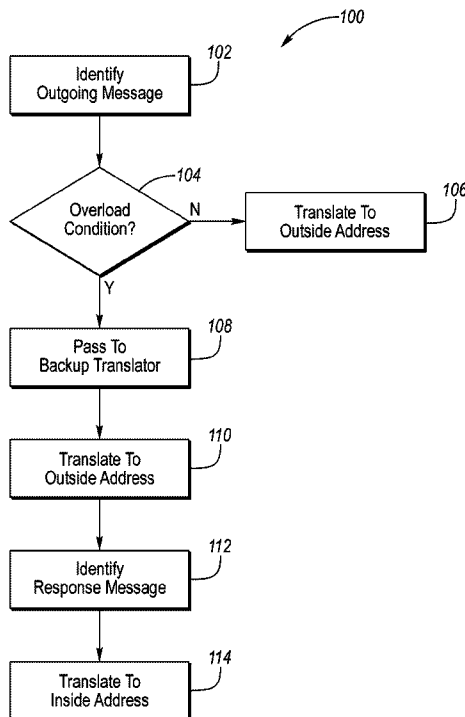 100
102
Identify
Outgoing Message
104
Overload
Condition?
N
106
Translate To
Outside Address
Y
108
Pass To
Backup Translator
110
Translate To
Outside Address
112
Identify
Response Message
114
Translate To
Inside Address